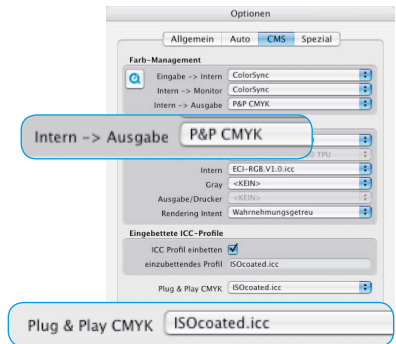 Optionen
Allgemein Auto CMS Spezial
Farb-Management
Eingabe -> Intern ColorSync
Intern -> Monitor ColorSync
Intern -> Ausgabe P&P CMYK
Intern -> Ausgabe P&P CMYK
TPU
Intern ECI-RGB.V1.0.icc
Gray <KEIN>
Ausgabe/Drucker <KEIN>
Rendering Intent Wahrnehmungsgetreu
Eingebettete ICC-Profile
ICC Profil einbetten
einzubettendes Profil ISOcoated.icc
Plug & Play CMYK ISOcoated.icc
Plug & Play CMYK ISOcoated.icc